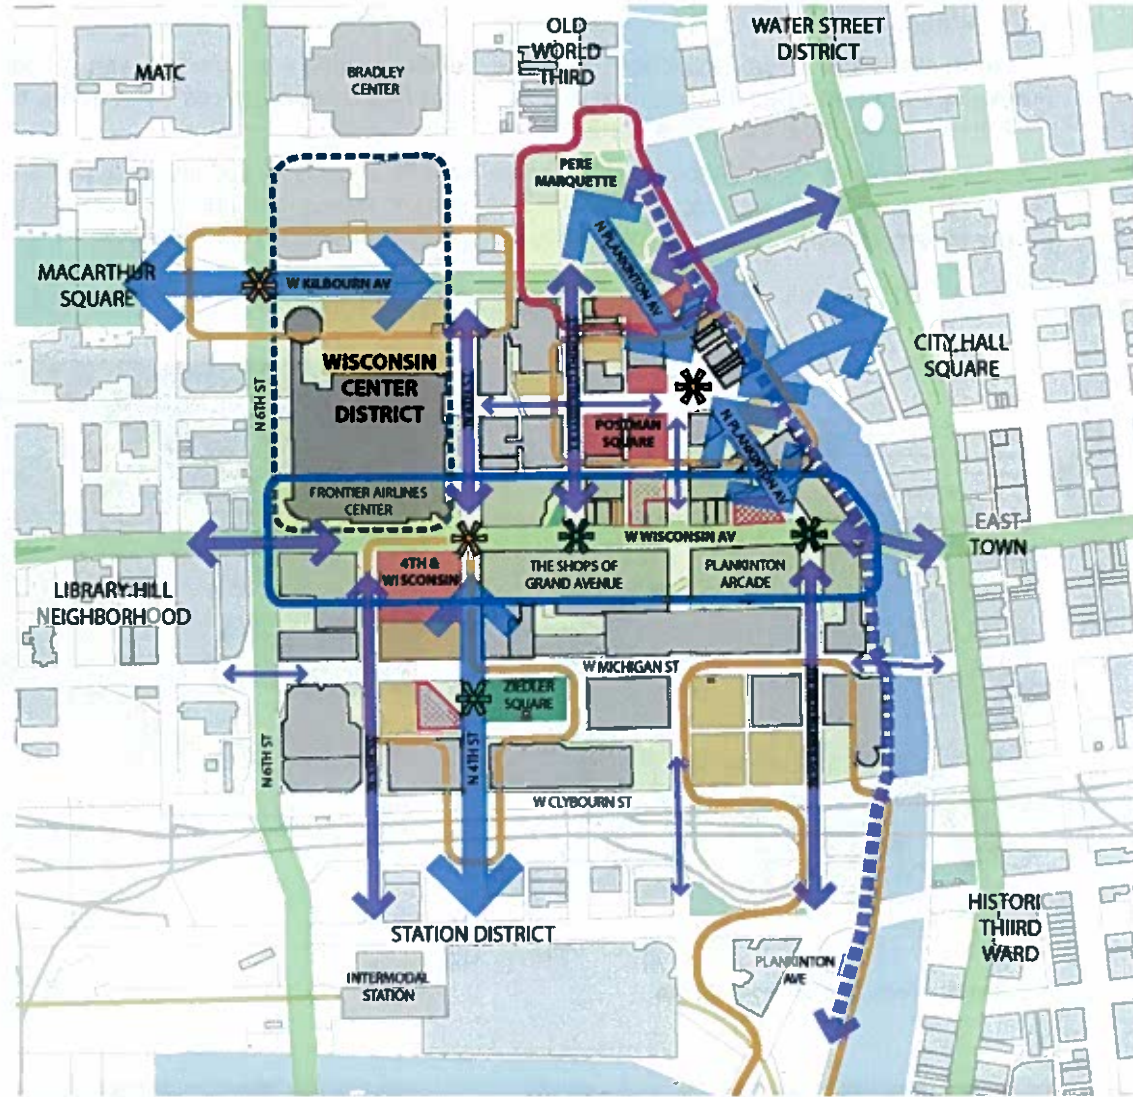 OLD
WORLD
THIRD
WATER STREET
DISTRICT
MATC
BRADLEY
CENTER
PERE
MARQUETTE
N PLANKINTON AV
MACARTHUR
SQUARE
W KILBOURN AV
CITY HALL
SQUARE
WISCONSIN
CENTER
DISTRICT
N 6TH ST
POSTMAN
SQUARE
N PLANKINTON AV
FRONTIER AIRLINES
CENTER
W WISCONSIN AV
EAST
TOWN
4TH &
WISCONSIN
THE SHOPS OF
GRAND AVENUE
PLANKINTON
ARCADE
LIBRARY HILL
NEIGHBORHOOD
W MICHIGAN ST
ZIEDLER
SQUARE
N 6TH ST
N 4TH ST
W CLYBOURN ST
STATION DISTRICT
HISTORIC
THIIRD
WARD
INTERMODAL
STATION
PLANKINTON
AVE